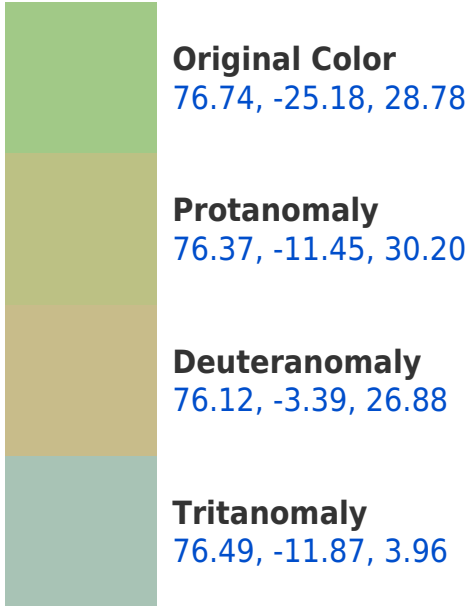 Original Color
76.74, -25.18, 28.78
Protanomaly
76.37, -11.45, 30.20
Deuteranomaly
76.12, -3.39, 26.88
Tritanomaly
76.49, -11.87, 3.96